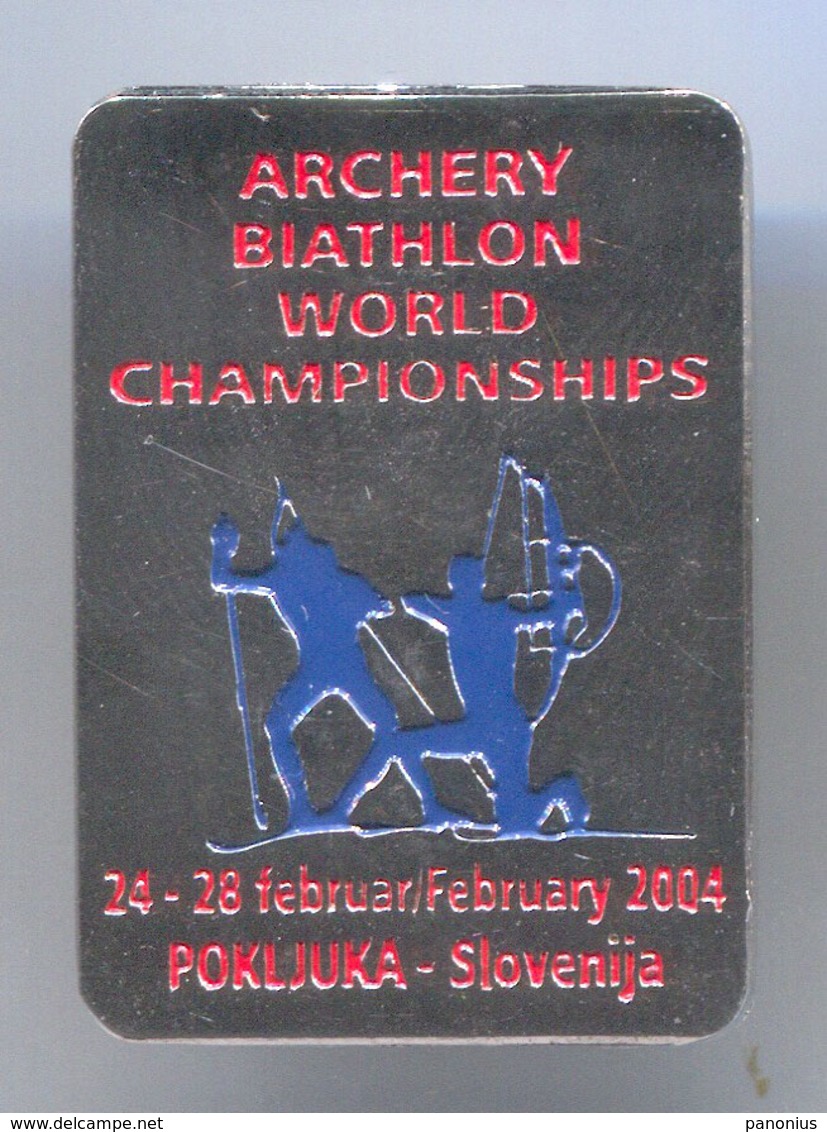 ARCHERY
BIATHLON
WORLD
CHAMPIONSHIPS
24 - 28 februar/February 2004
POKLJUKA - Slovenija
www.delcampe.net
panonius